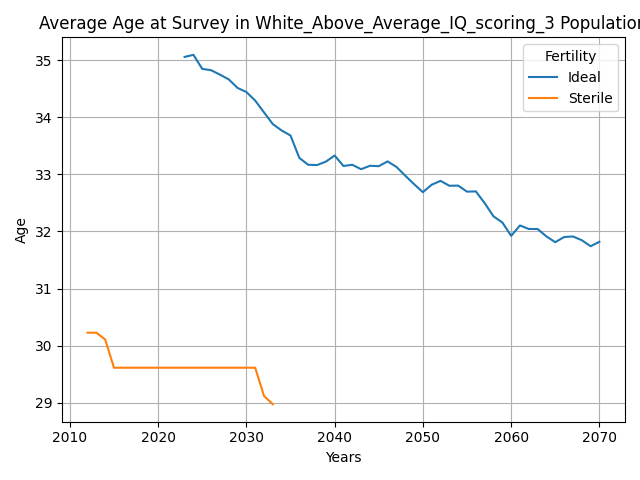 Average Age at Survey in White_Above_Average_IQ_scoring_3 Population
Fertility
Ideal
Sterile
35
34
33
32
31
30
29
Age
2010 2020 2030 2040 2050 2060 2070
Years